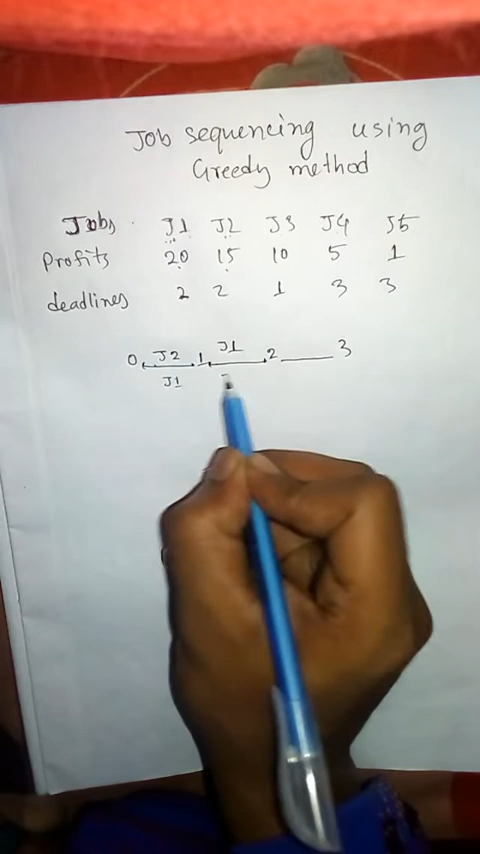 Job sequencing using
Greedy method
Jobs. J1 J2 J3 J4 J5
Profits 20 15 10 5 1
deadlines 2 2 1 3 3
0 J2 1 J1 2 3
J1